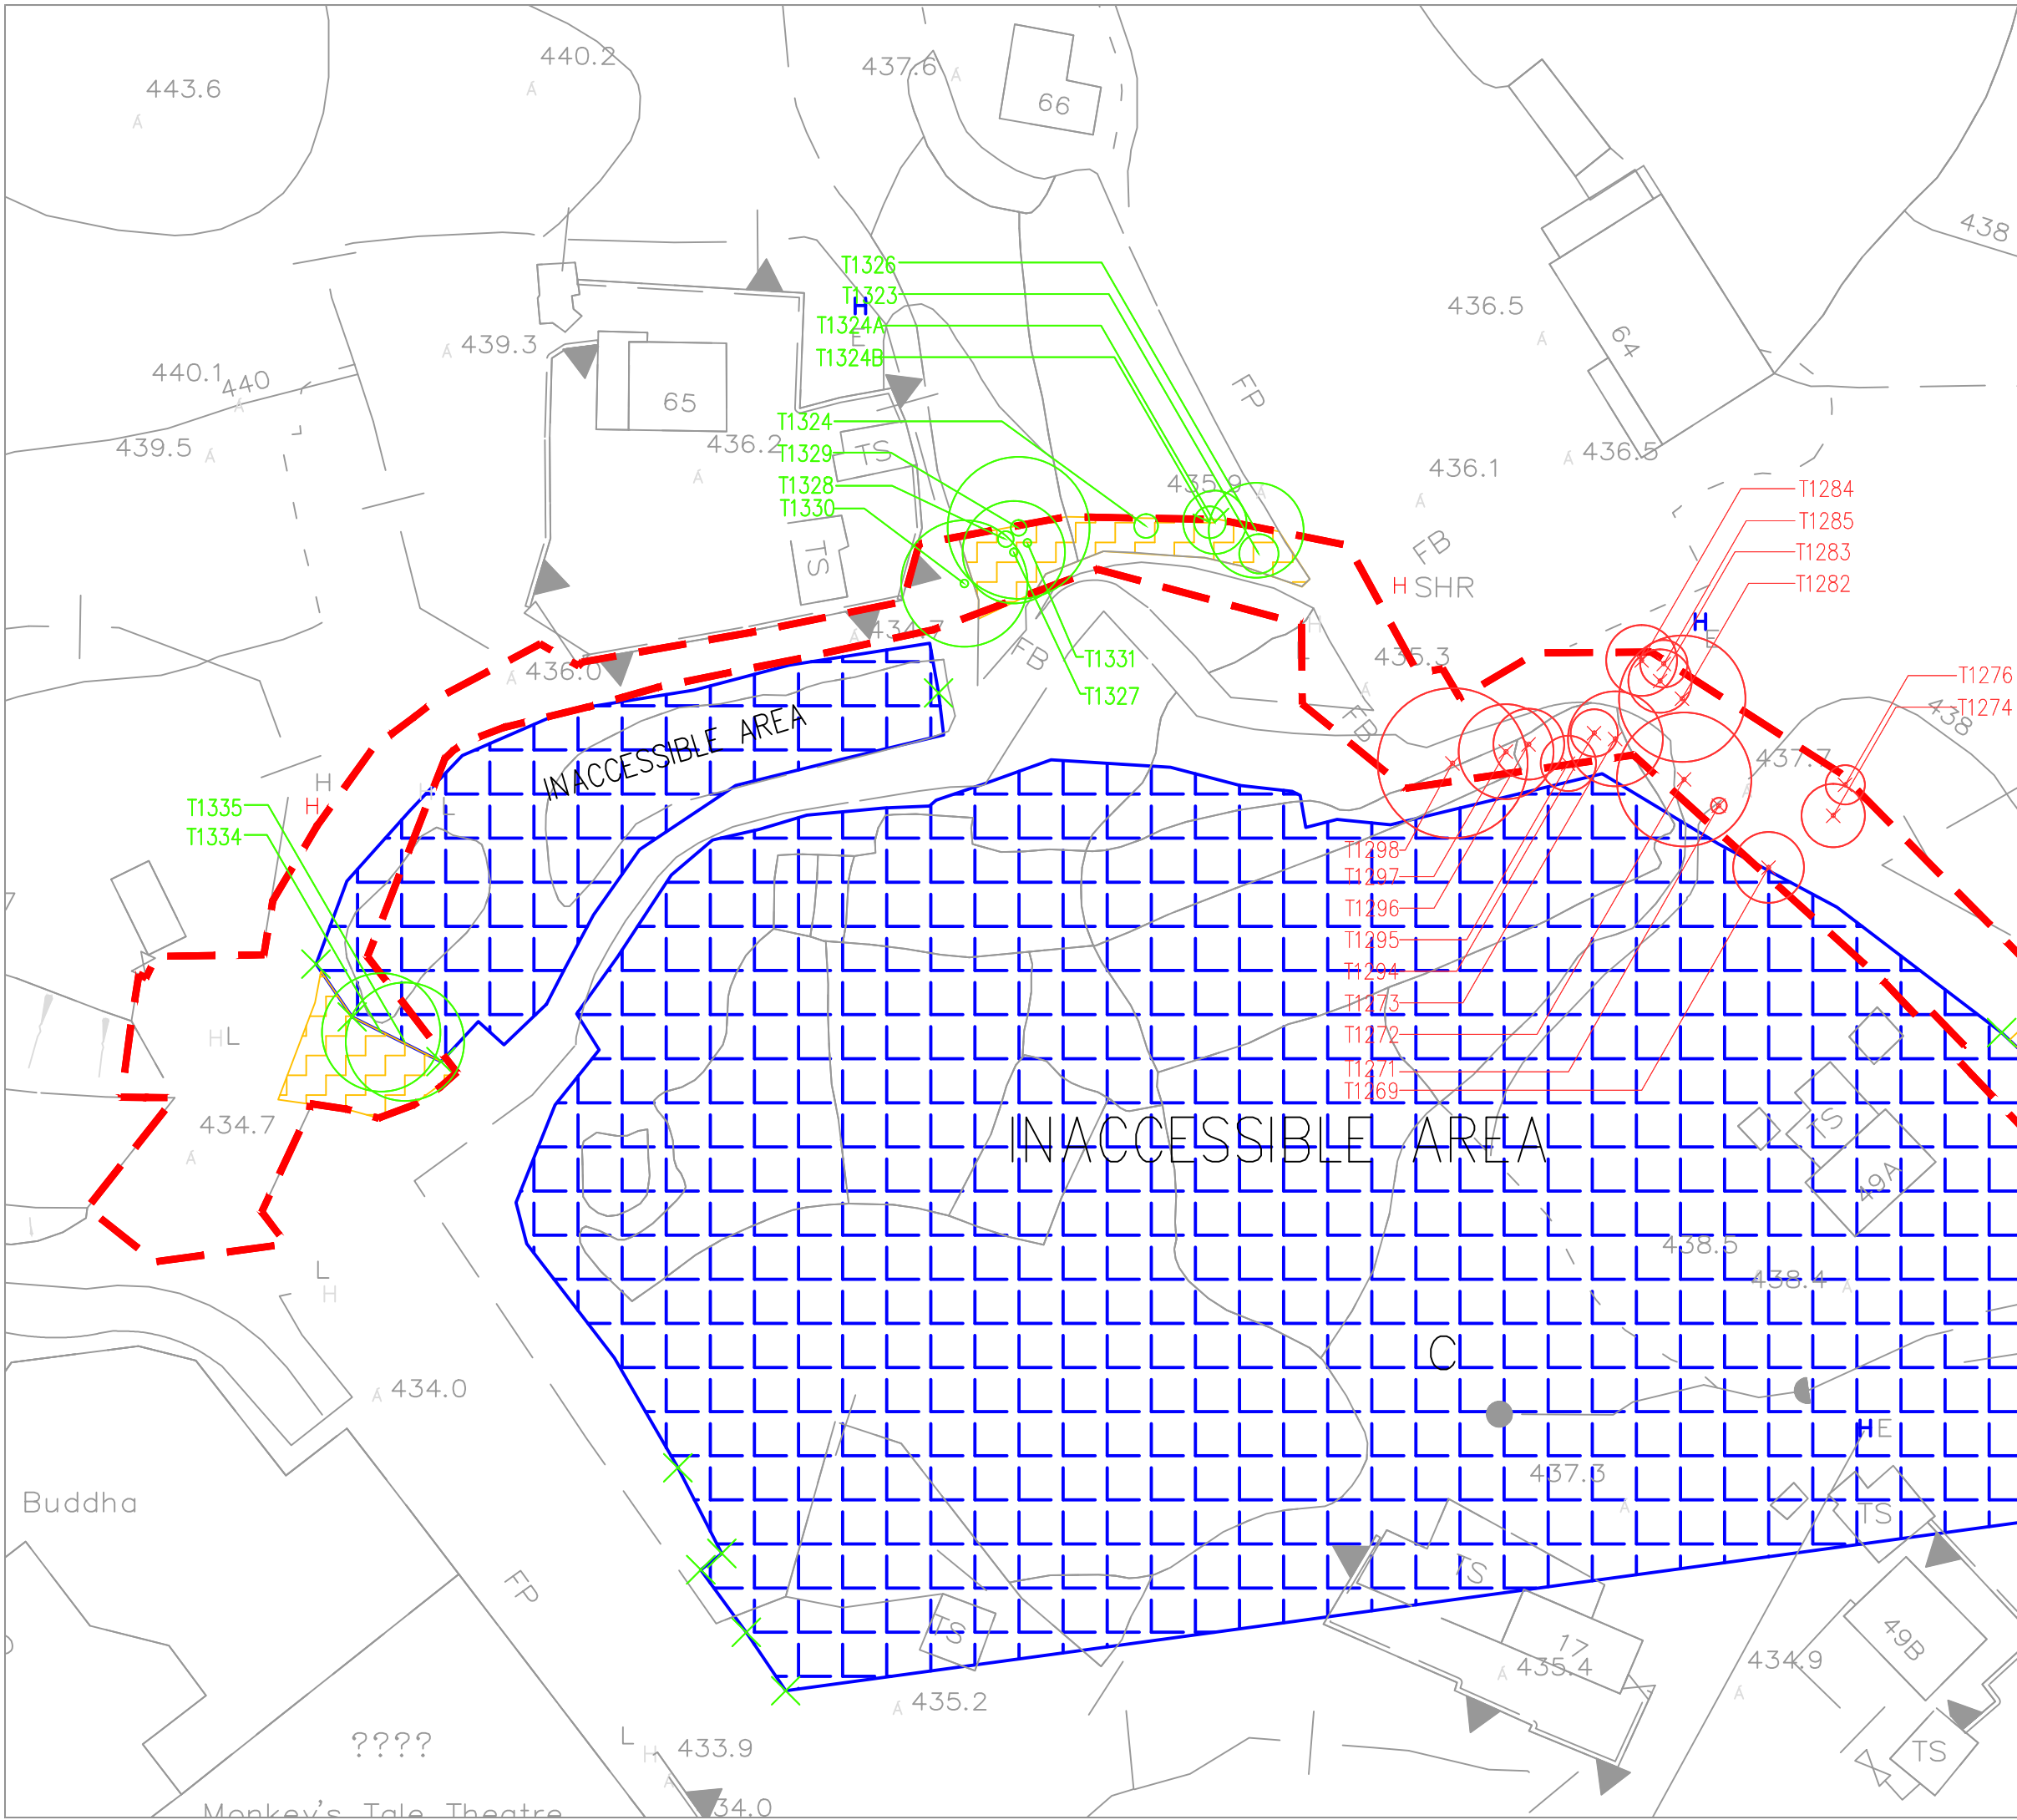 440.2
443.6
437.6
66
438
T1326
T1323
H
436.5
T1324A
E
T1324B
64
439.3
440.1
440
FP
65
T1324
439.5
436.2
T1329
TS
436.5
436.1
T1328
435.9
T1284
T1330
T1285
FB
T1283
TS
T1282
H SHR
H
434.7
H
E
FB
T1331
435.3
436.0
T1276
T1327
T1274
438
FB
INACCESSIBLE AREA
437.7
H
T1335
H
H
L
T1334
T1298
T1297
T1296
T1295
T1294
T1273
HL
T1272
T1271
T1269
434.7
INACCESSIBLE AREA
TS
49A
438.5
L
H
438.4
C
434.0
HE
437.3
Buddha
TS
TS
FP
TS
17
49B
435.4
434.9
435.2
L
H
????
433.9
TS
Monkey's Tale Theatre
34.0